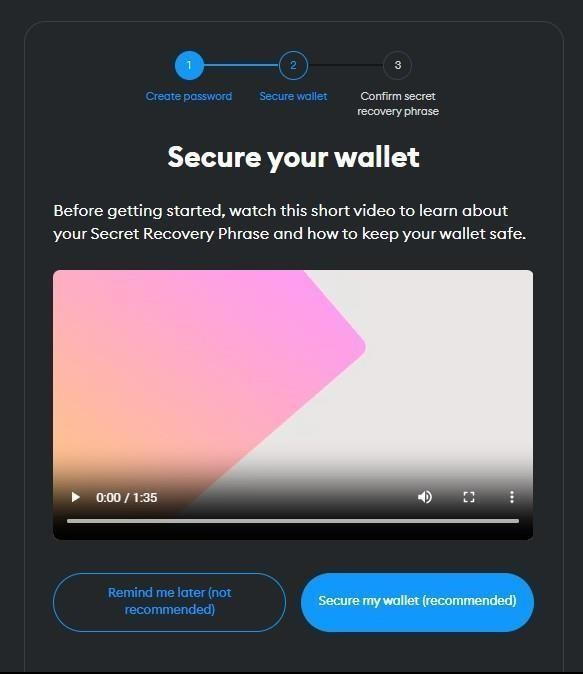 1
2
3
Create password
Secure wallet
Confirm secret
recovery phrase
Secure your wallet
Before getting started, watch this short video to learn about
your Secret Recovery Phrase and how to keep your wallet safe.
0:00 / 1:35
Remind me later (not
recommended)
Secure my wallet (recommended)